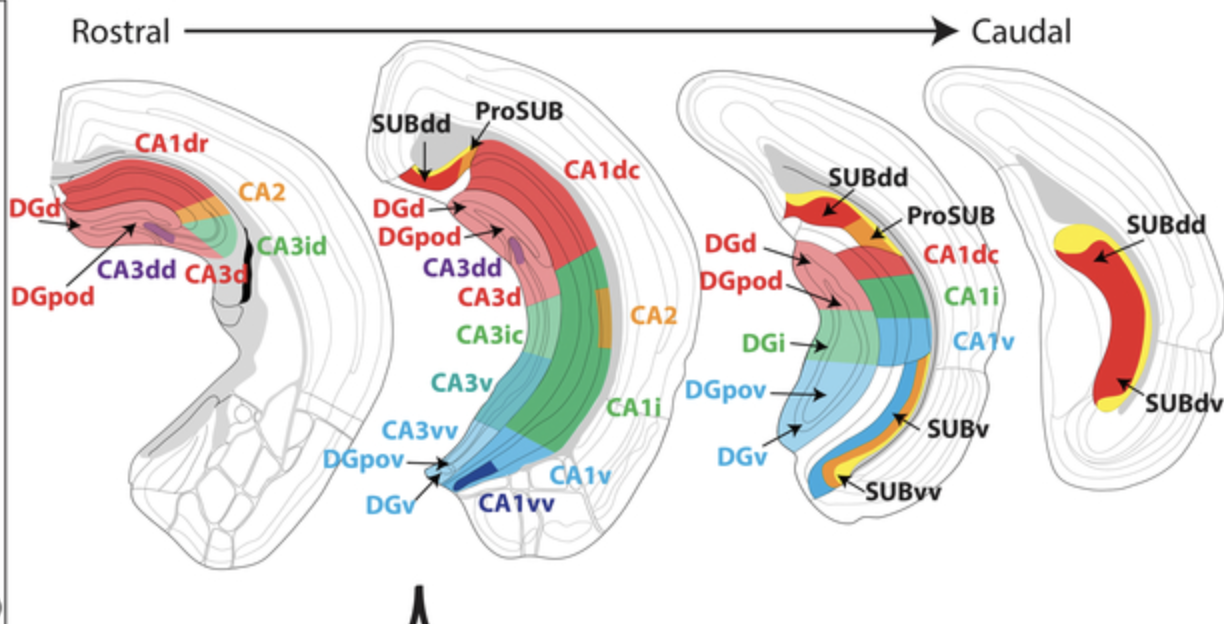 Rostral
Caudal
CA1dr
CA2
DGd
CA3id
CA3dd
CA3d
DGpod
SUBdd
ProSUB
CA1dc
DGd
DGpod
CA3dd
CA3d
CA3ic
CA2
CA3v
CA1i
CA3vv
DGpov
CA1v
DGv
CA1vv
SUBdd
ProSUB
DGd
CA1dc
DGpod
CA1i
DGi
CA1v
DGpov
SUBv
DGv
SUBvv
SUBdd
SUBdv